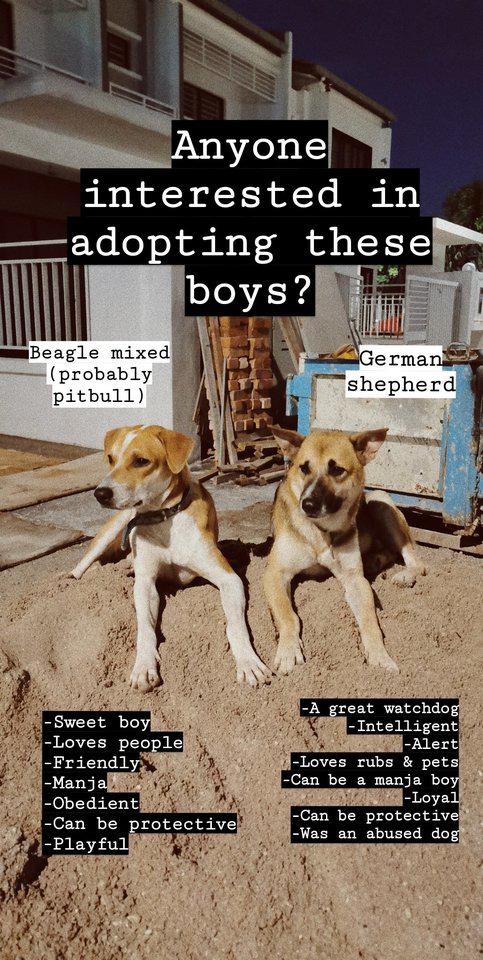 Anyone
interested in
adopting these
boys?
Beagle mixed
(probably
pitbull)
German
shepherd
-Sweet boy
-Loves people
-Friendly
-Manja
-Obedient
-Can be protective
-Playful
-A great watchdog
-Intelligent
-Alert
-Loves rubs & pets
-Can be a manja boy
-Loyal
-Can be protective
-Was an abused dog